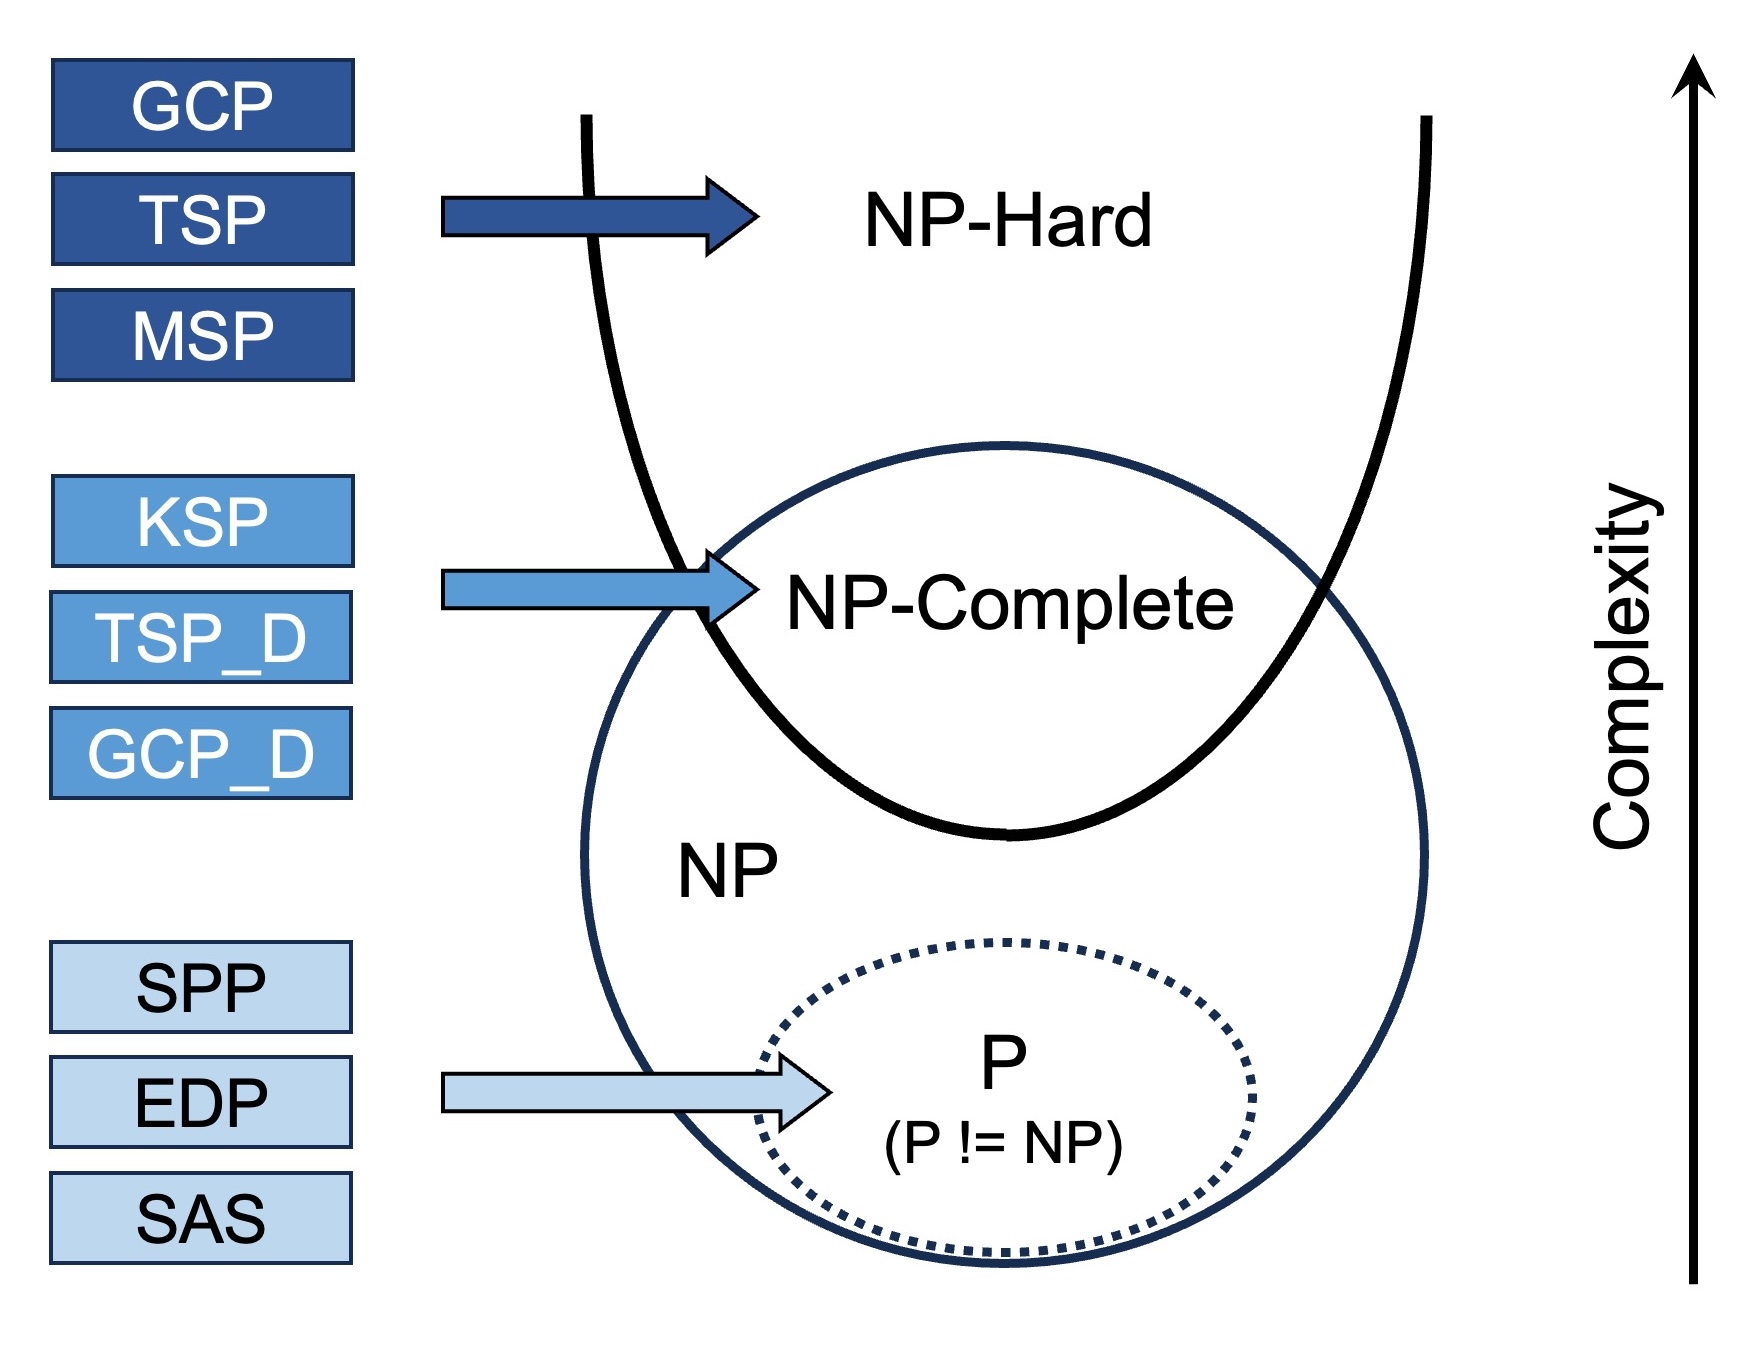 GCP
TSP
MSP
KSP
TSP_D
GCP_D
SPP
EDP
SAS
NP-Hard
NP-Complete
NP
P
(P != NP)
Complexity